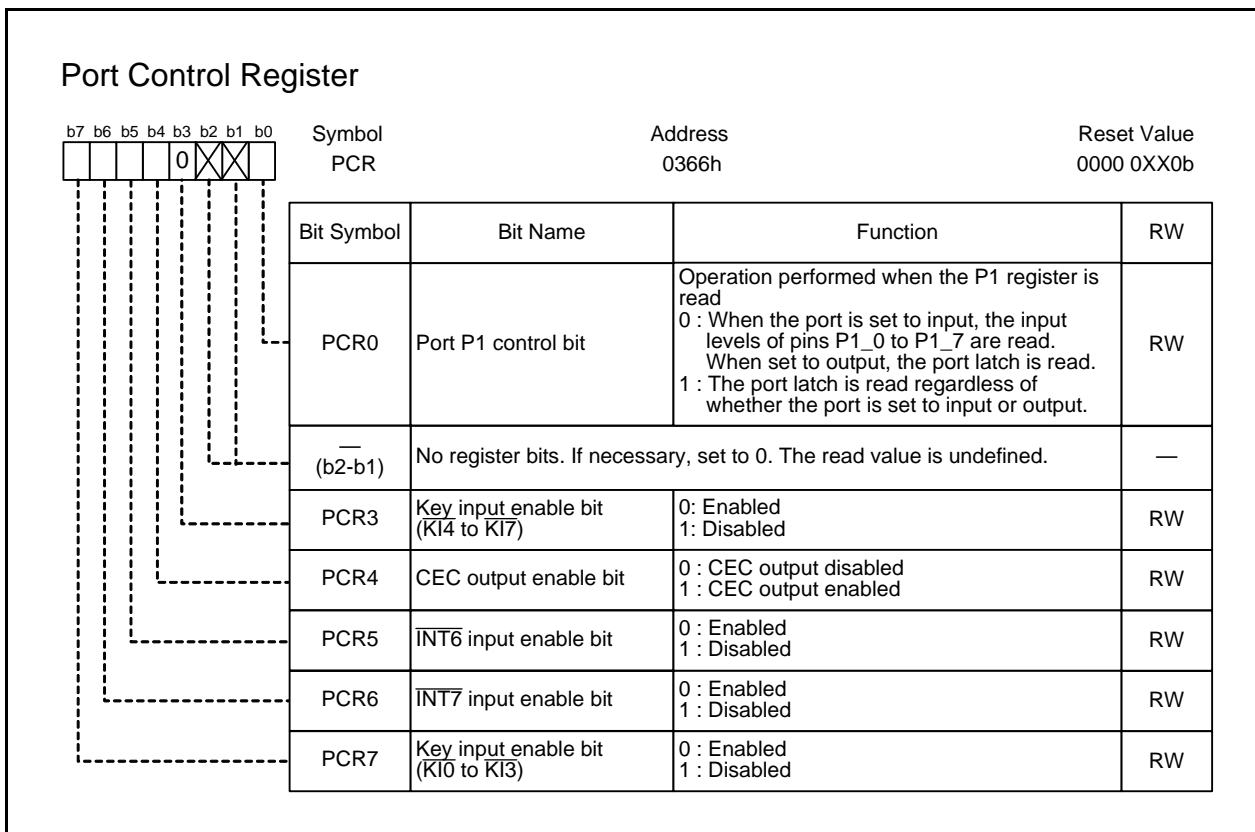 Port Control Register
b7 b6 b5 b4 b3 b2 b1 b0
0
Symbol
PCR
Address
0366h
Reset Value
0000 0XX0b
Bit Symbol
Bit Name
Function
RW
PCR0
Port P1 control bit
Operation performed when the P1 register is
read
0 : When the port is set to input, the input
levels of pins P1_0 to P1_7 are read.
When set to output, the port latch is read.
1 : The port latch is read regardless of
whether the port is set to input or output.
RW
—
(b2-b1)
No register bits. If necessary, set to 0. The read value is undefined.
—
PCR3
Key input enable bit
(K̅I̅4̅ to K̅I̅7̅)
0: Enabled
1: Disabled
RW
PCR4
CEC output enable bit
0 : CEC output disabled
1 : CEC output enabled
RW
PCR5
I̅N̅T̅6̅ input enable bit
0 : Enabled
1 : Disabled
RW
PCR6
I̅N̅T̅7̅ input enable bit
0 : Enabled
1 : Disabled
RW
PCR7
Key input enable bit
(K̅I̅0̅ to K̅I̅3̅)
0 : Enabled
1 : Disabled
RW